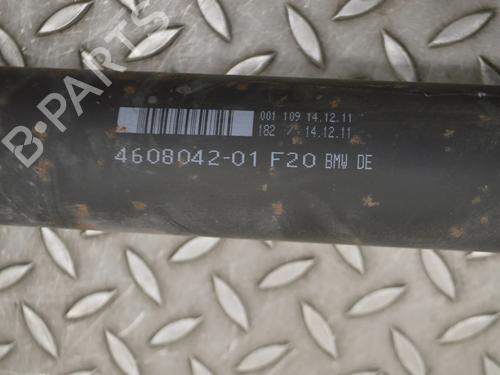 B-PARTS
001 109 14.12.11
182 / 14.12.11
4608042-01 F20 BMW DE